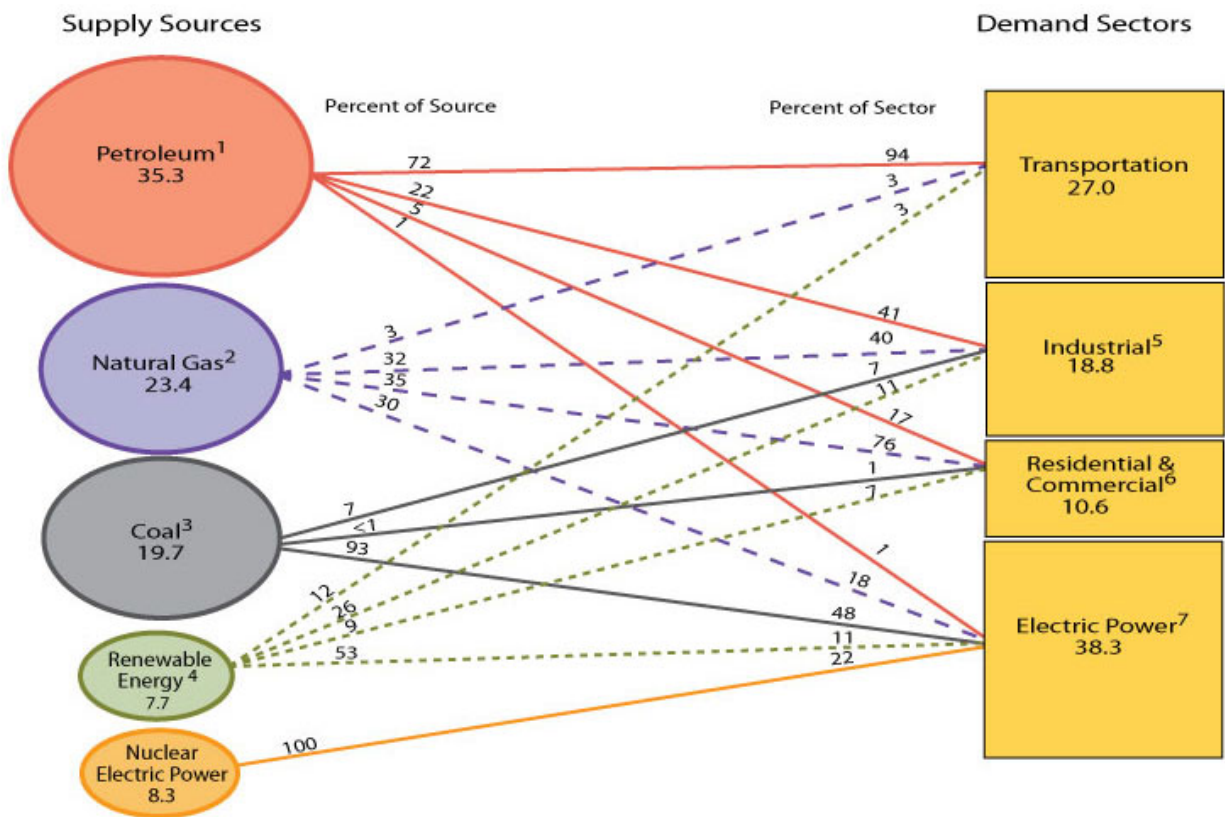 Supply Sources
Demand Sectors
Percent of Source
Percent of Sector
Petroleum1
35.3
72
22
5
1
94
3
3
Transportation
27.0
Natural Gas2
23.4
3
32
35
30
41
40
7
11
Industrial5
18.8
17
76
1
7
Residential &
Commercial6
10.6
Coal3
19.7
7
<1
93
1
18
48
11
22
Electric Power7
38.3
Renewable
Energy 4
7.7
12
26
9
53
Nuclear
Electric Power
8.3
100